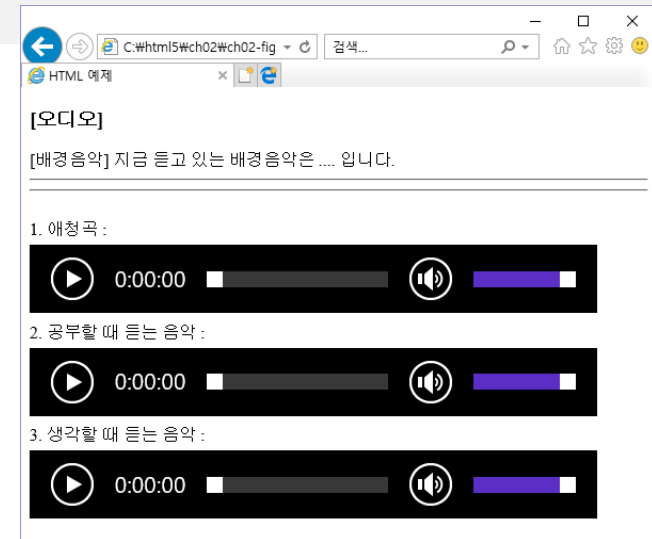 C:₩html5₩ch02₩ch02-fig
검색...
HTML 예제
[오디오]
[배경음악] 지금 듣고 있는 배경음악은 .... 입니다.
1. 애청곡 :
0:00:00
2. 공부할 때 듣는 음악 :
0:00:00
3. 생각할 때 듣는 음악 :
0:00:00